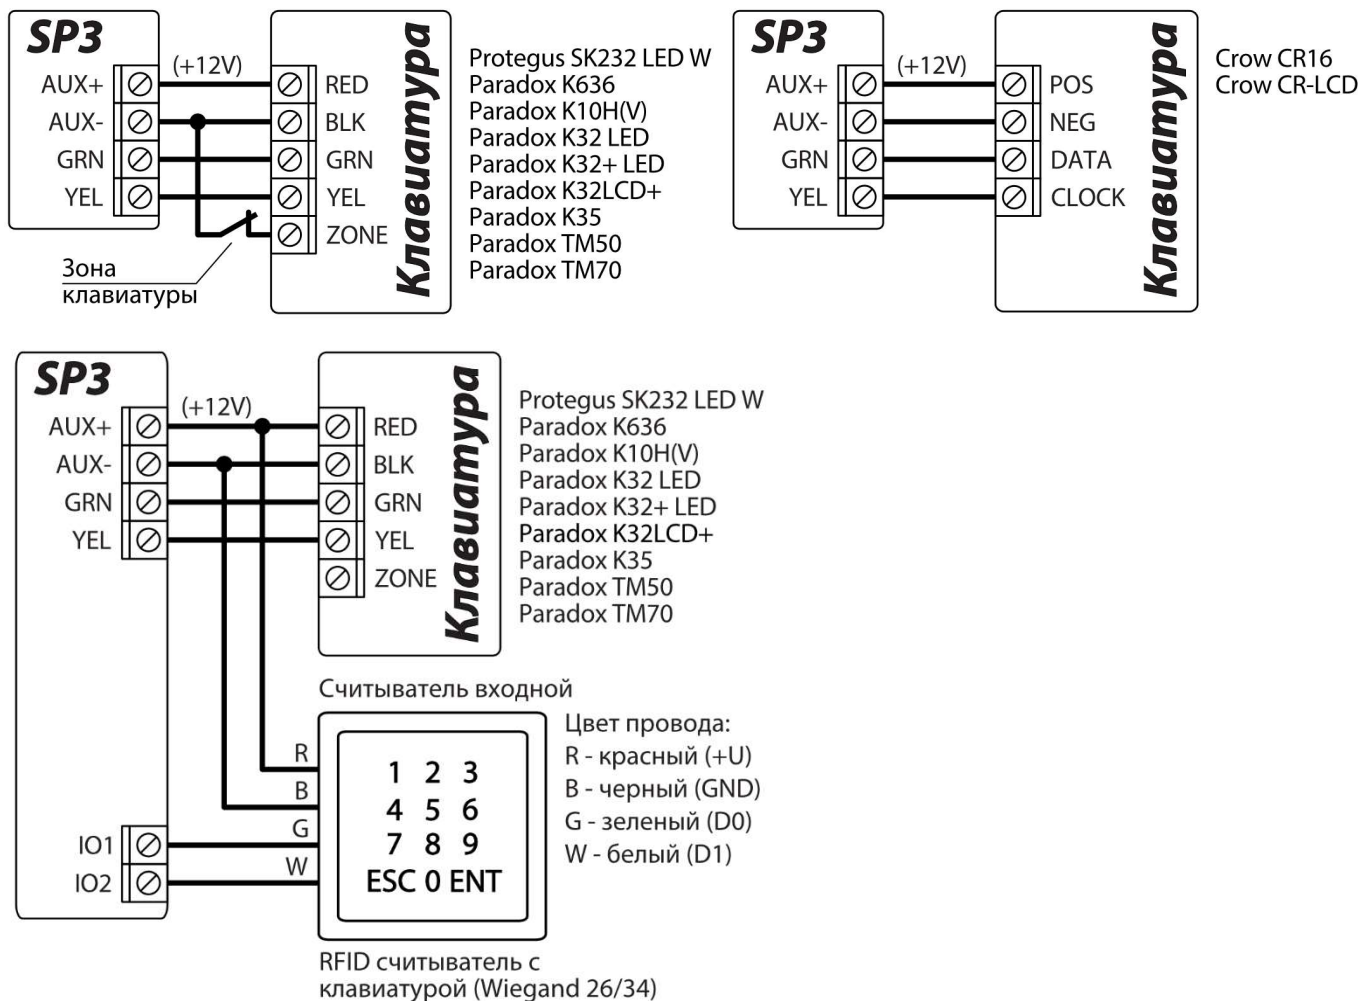 SP3
(+12V)
AUX+
AUX-
GRN
YEL
RED
BLK
GRN
YEL
ZONE
Клавиатура
Зона
клавиатуры
Protegus SK232 LED W
Paradox K636
Paradox K10H(V)
Paradox K32 LED
Paradox K32+ LED
Paradox K32LCD+
Paradox K35
Paradox TM50
Paradox TM70
SP3
(+12V)
AUX+
AUX-
GRN
YEL
POS
NEG
DATA
CLOCK
Клавиатура
Crow CR16
Crow CR-LCD
SP3
(+12V)
AUX+
AUX-
GRN
YEL
RED
BLK
GRN
YEL
ZONE
Клавиатура
Protegus SK232 LED W
Paradox K636
Paradox K10H(V)
Paradox K32 LED
Paradox K32+ LED
Paradox K32LCD+
Paradox K35
Paradox TM50
Paradox TM70
Считыватель входной
IO1
IO2
R
B
G
W
1 2 3
4 5 6
7 8 9
ESC 0 ENT
Цвет провода:
R - красный (+U)
B - черный (GND)
G - зеленый (D0)
W - белый (D1)
RFID считыватель с
клавиатурой (Wiegand 26/34)